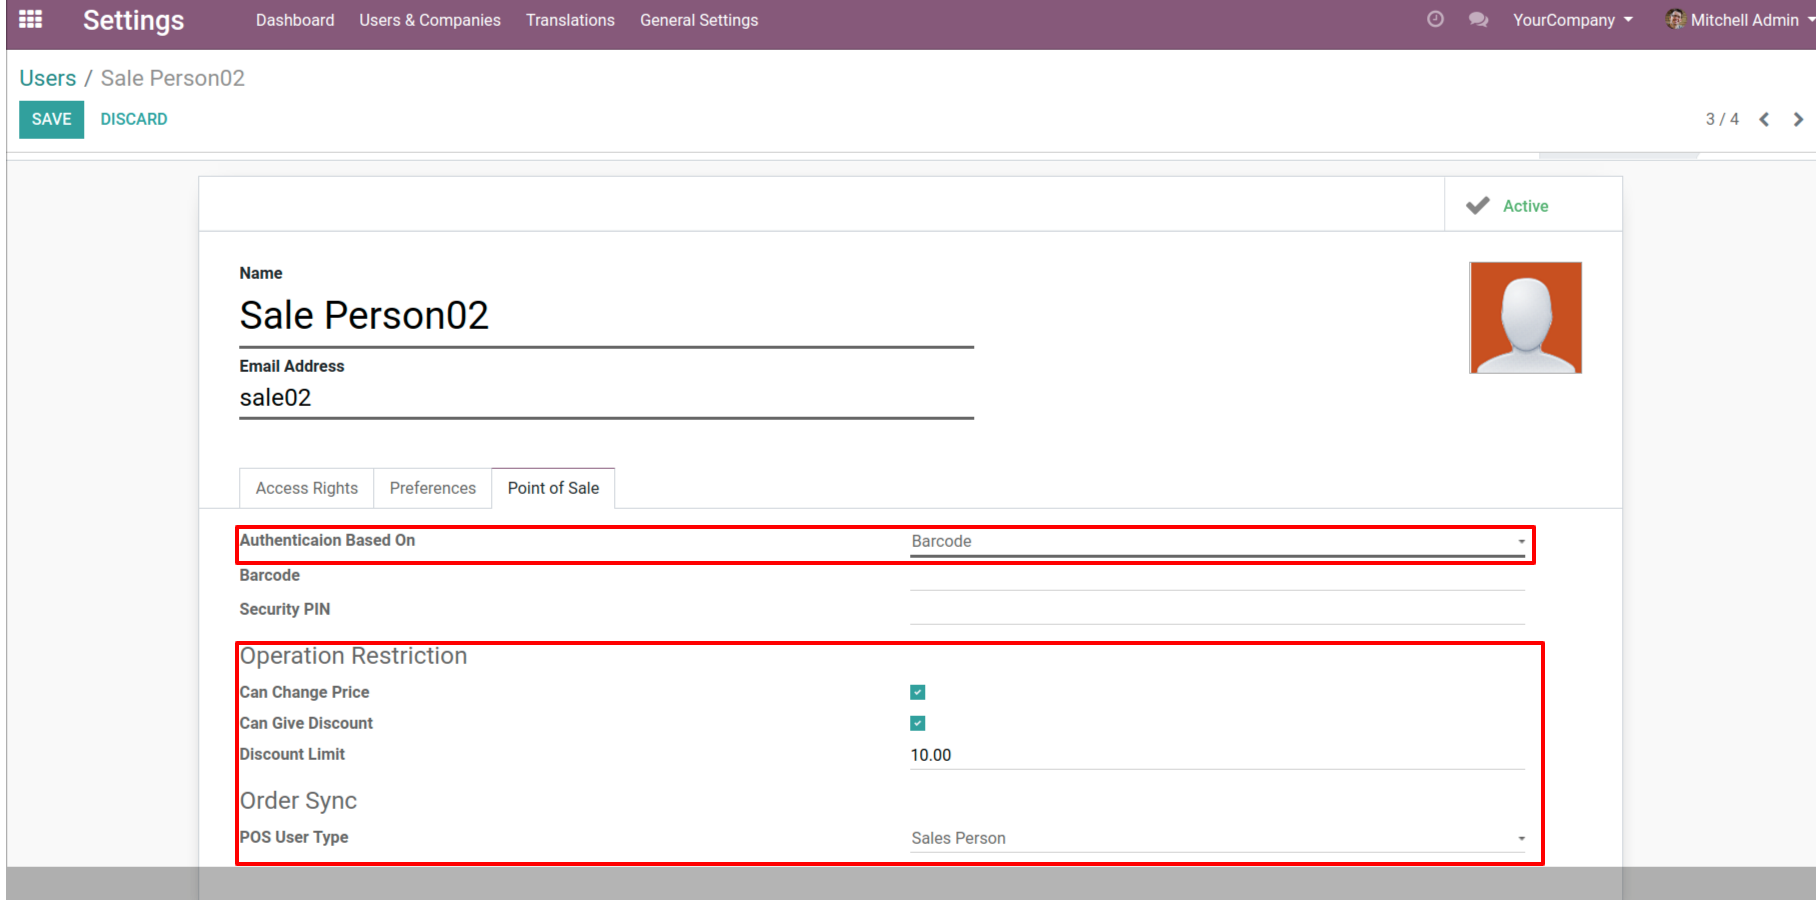 Settings Dashboard Users & Companies Translations General Settings YourCompany Mitchell Admin
Users / Sale Person02
SAVE DISCARD 3 / 4
Active
Name
Sale Person02
Email Address
sale02
Access Rights Preferences Point of Sale
Authenticaion Based On Barcode
Barcode
Security PIN
Operation Restriction
Can Change Price
Can Give Discount
Discount Limit 10.00
Order Sync
POS User Type Sales Person